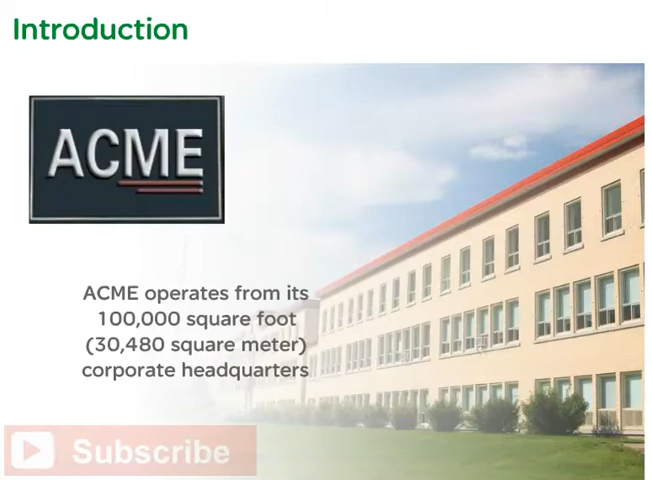 Introduction
ACME
ACME operates from its
100,000 square foot
(30,480 square meter)
corporate headquarters
Subscribe